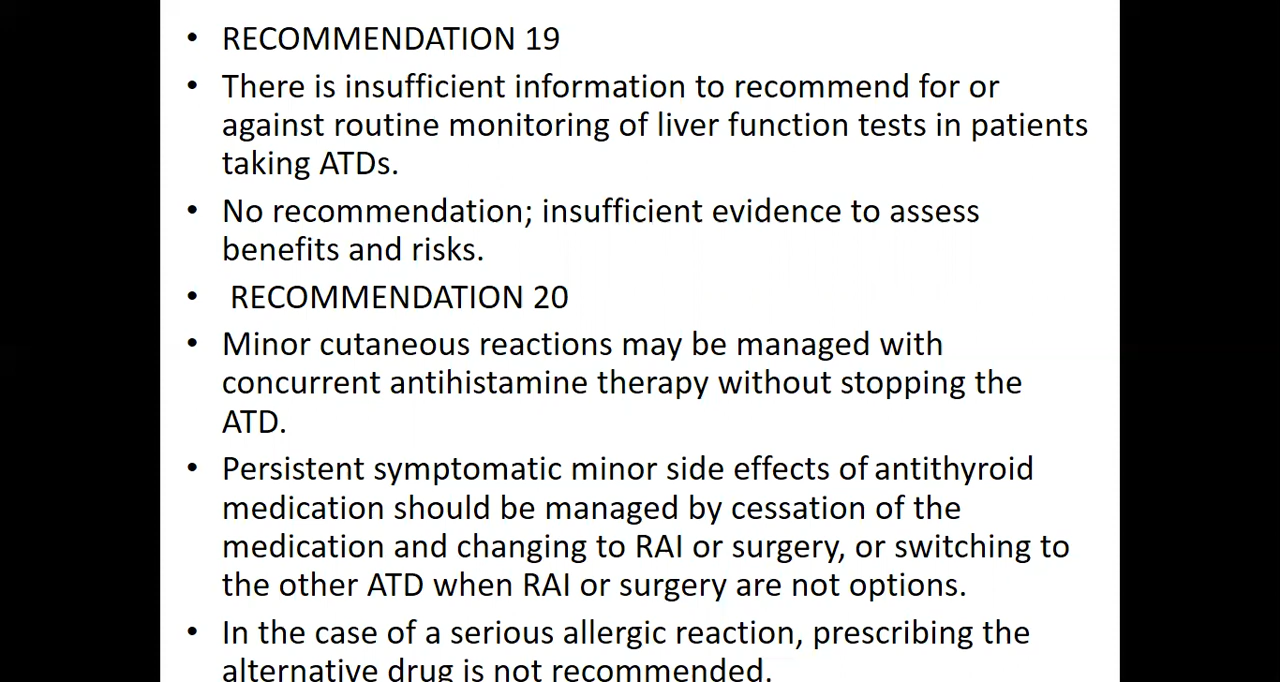 • RECOMMENDATION 19
• There is insufficient information to recommend for or
against routine monitoring of liver function tests in patients
taking ATDs.
• No recommendation; insufficient evidence to assess
benefits and risks.
• RECOMMENDATION 20
• Minor cutaneous reactions may be managed with
concurrent antihistamine therapy without stopping the
ATD.
• Persistent symptomatic minor side effects of antithyroid
medication should be managed by cessation of the
medication and changing to RAI or surgery, or switching to
the other ATD when RAI or surgery are not options.
• In the case of a serious allergic reaction, prescribing the
alternative drug is not recommended.